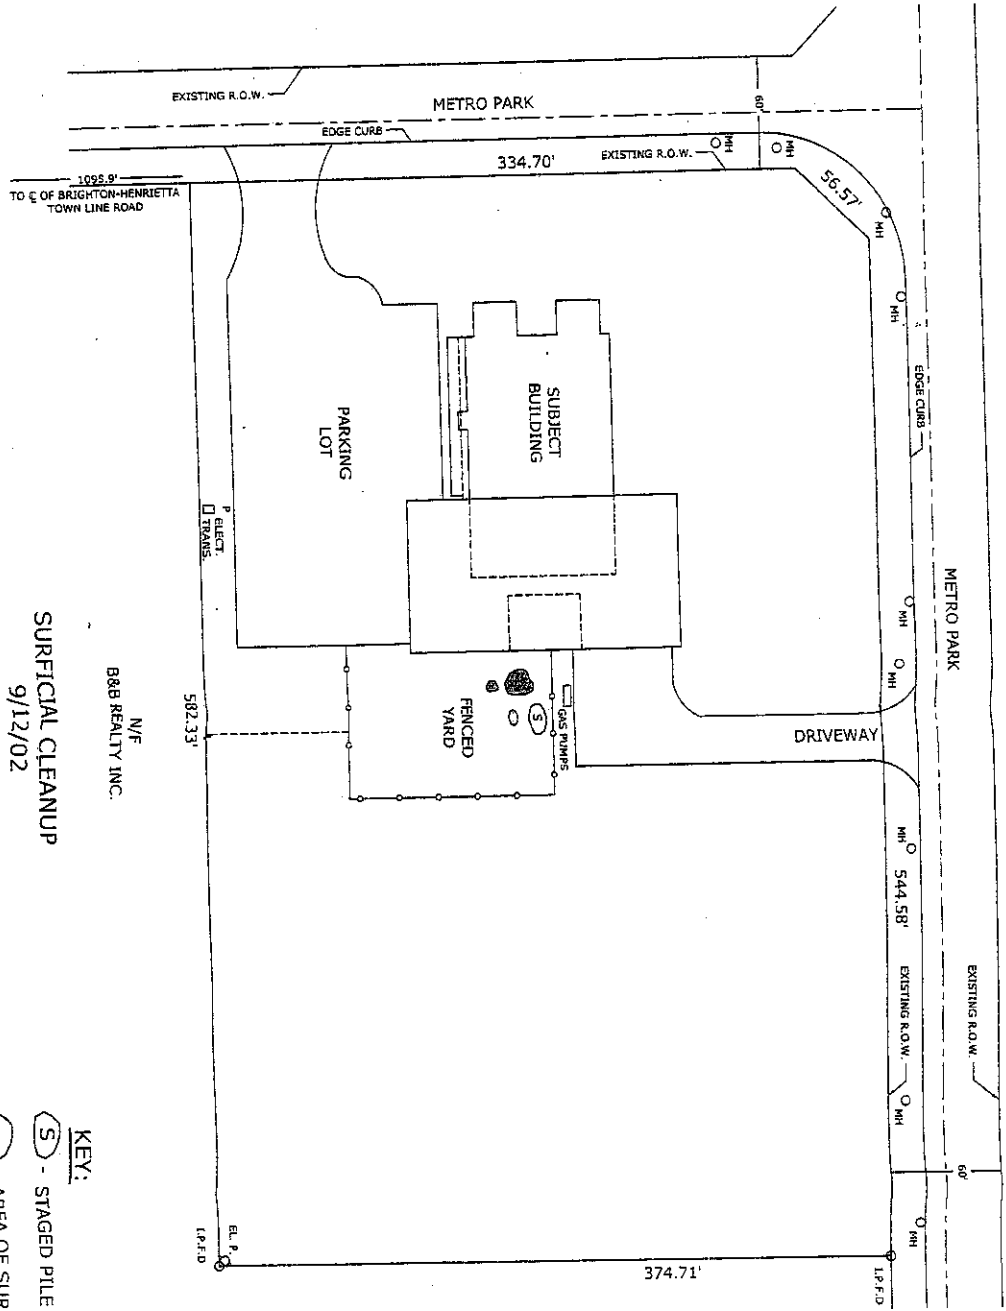 EXISTING R.O.W.
METRO PARK
60'
EDGE CURB
334.70'
EXISTING R.O.W.
MH
MH
56.57'
MH
MH
1095.9'
TO ℄ OF BRIGHTON-HENRIETTA
TOWN LINE ROAD
EDGE CURB
SUBJECT
BUILDING
PARKING
LOT
P
ELECT.
TRANS.
METRO PARK
MH
MH
DRIVEWAY
GAS PUMPS
S
FENCED
YARD
582.33'
N/F
B&B REALTY INC.
SURFICIAL CLEANUP
9/12/02
MH
544.58'
EXISTING R.O.W.
EXISTING R.O.W.
MH
60'
MH
I.P.F.D
374.71'
EL. P.
I.P.F.D
KEY:
S - STAGED PILE
- AREA OF SUR